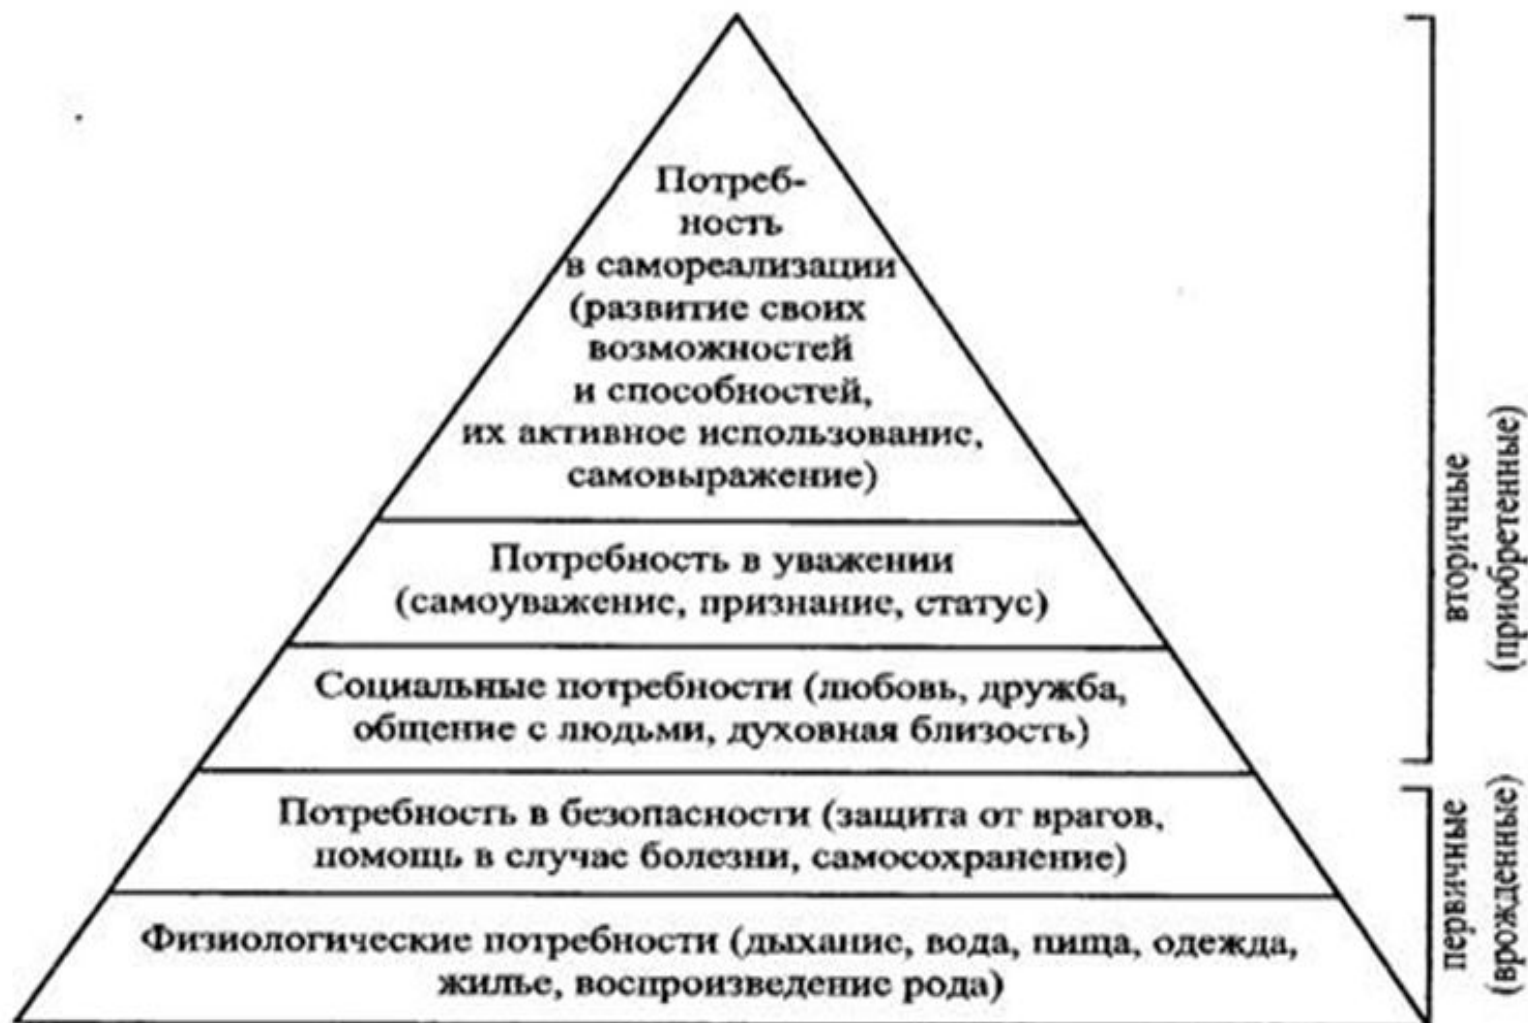 Потреб-
ность
в самореализации
(развитие своих
возможностей
и способностей,
их активное использование,
самовыражение)
Потребность в уважении
(самоуважение, признание, статус)
Социальные потребности (любовь, дружба,
общение с людьми, духовная близость)
Потребность в безопасности (защита от врагов,
помощь в случае болезни, самосохранение)
Физиологические потребности (дыхание, вода, пища, одежда,
жилье, воспроизведение рода)
вторичные
(приобретенные)
первичные
(врожденные)